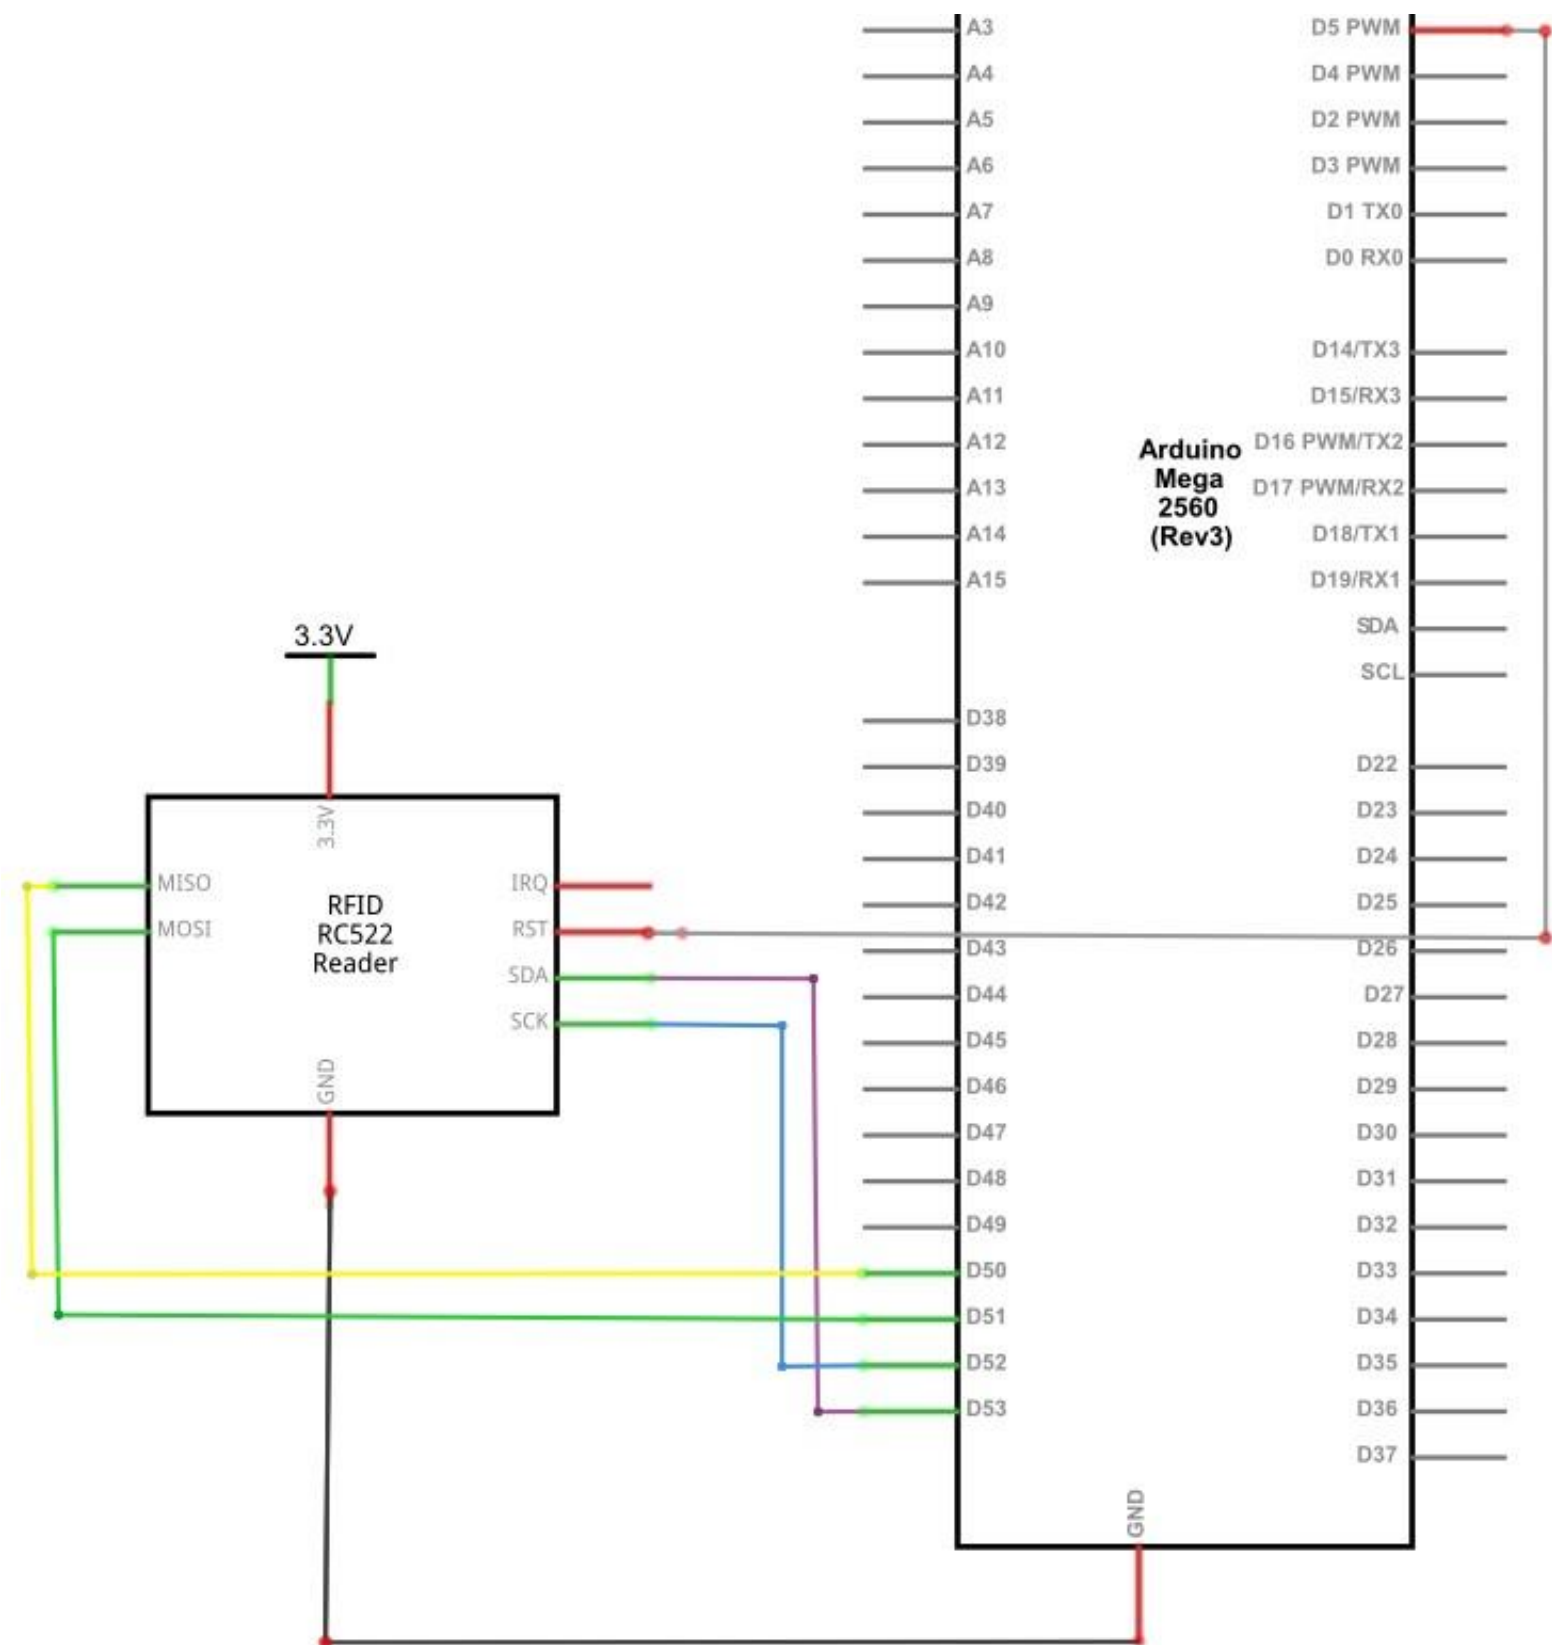 A3
A4
A5
A6
A7
A8
A9
A10
A11
A12
A13
A14
A15
D38
D39
D40
D41
D42
D43
D44
D45
D46
D47
D48
D49
D50
D51
D52
D53
D5 PWM
D4 PWM
D2 PWM
D3 PWM
D1 TX0
D0 RX0
D14/TX3
D15/RX3
D16 PWM/TX2
D17 PWM/RX2
D18/TX1
D19/RX1
SDA
SCL
D22
D23
D24
D25
D26
D27
D28
D29
D30
D31
D32
D33
D34
D35
D36
D37
GND
Arduino
Mega
2560
(Rev3)
3.3V
3.3V
MISO
MOSI
RFID
RC522
Reader
IRQ
RST
SDA
SCK
GND